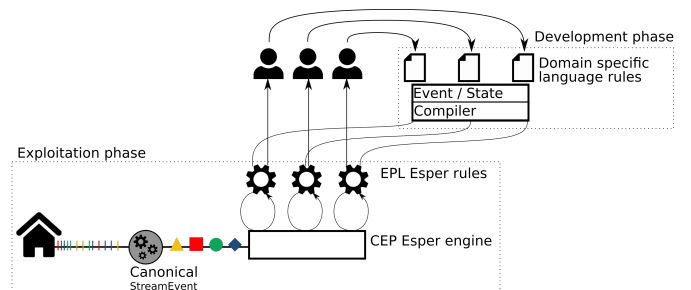 Development phase
Domain specific
language rules
Event / State
Compiler
Exploitation phase
EPL Esper rules
CEP Esper engine
Canonical
StreamEvent